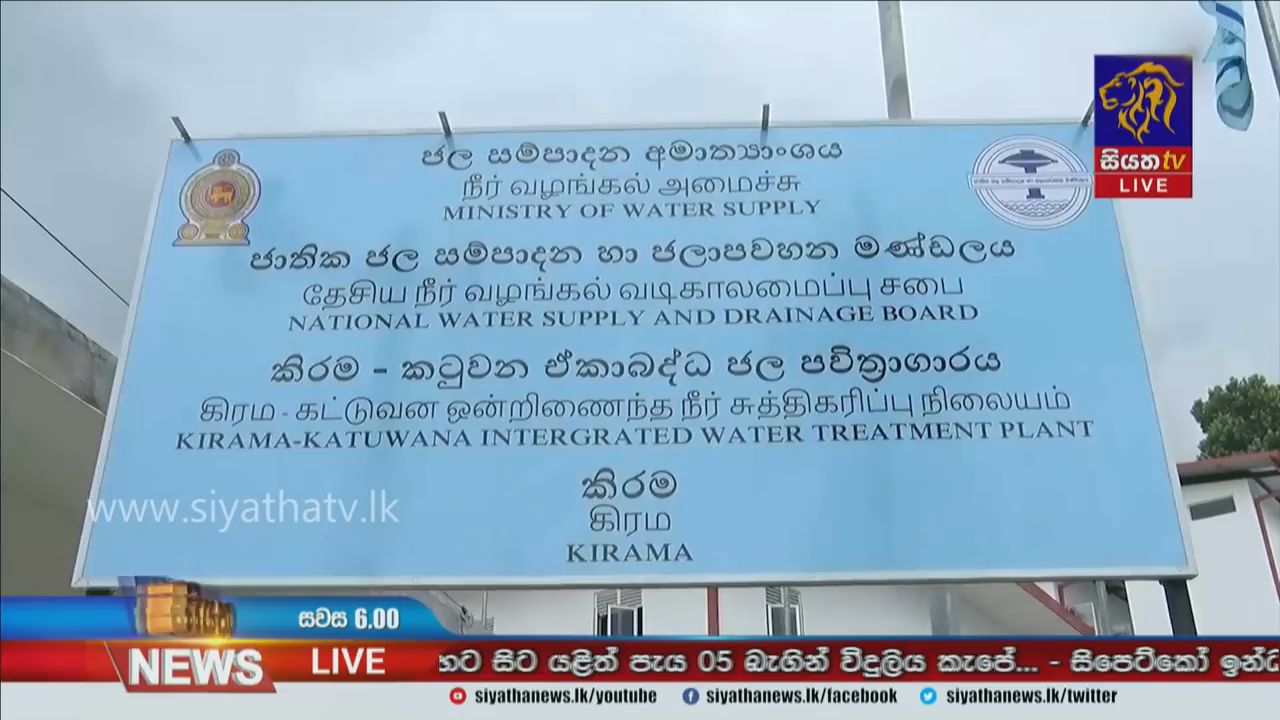 සියත tv
LIVE
ජල සම්පාදන අමාත්‍යාංශය
நீர் வழங்கல் அமைச்சு
MINISTRY OF WATER SUPPLY
ජාතික ජල සම්පාදන හා ජලාපවහන මණ්ඩලය
தேசிய நீர் வழங்கல் வடிகாலமைப்பு சபை
NATIONAL WATER SUPPLY AND DRAINAGE BOARD
කිරම - කටුවන ඒකාබද්ධ ජල පවිත්‍රාගාරය
கிரம - கட்டுவன ஒன்றிணைந்த நீர் சுத்திகரிப்பு நிலையம்
KIRAMA-KATUWANA INTERGRATED WATER TREATMENT PLANT
කිරම
கிரம
KIRAMA
www.siyathatv.lk
සවස 6.00
NEWS LIVE හට සිට යළිත් පැය 05 බැගින් විදුලිය කැපේ... - සිපෙට්කෝ ඉන්ධ
siyathanews.lk/youtube siyathanews.lk/facebook siyathanews.lk/twitter